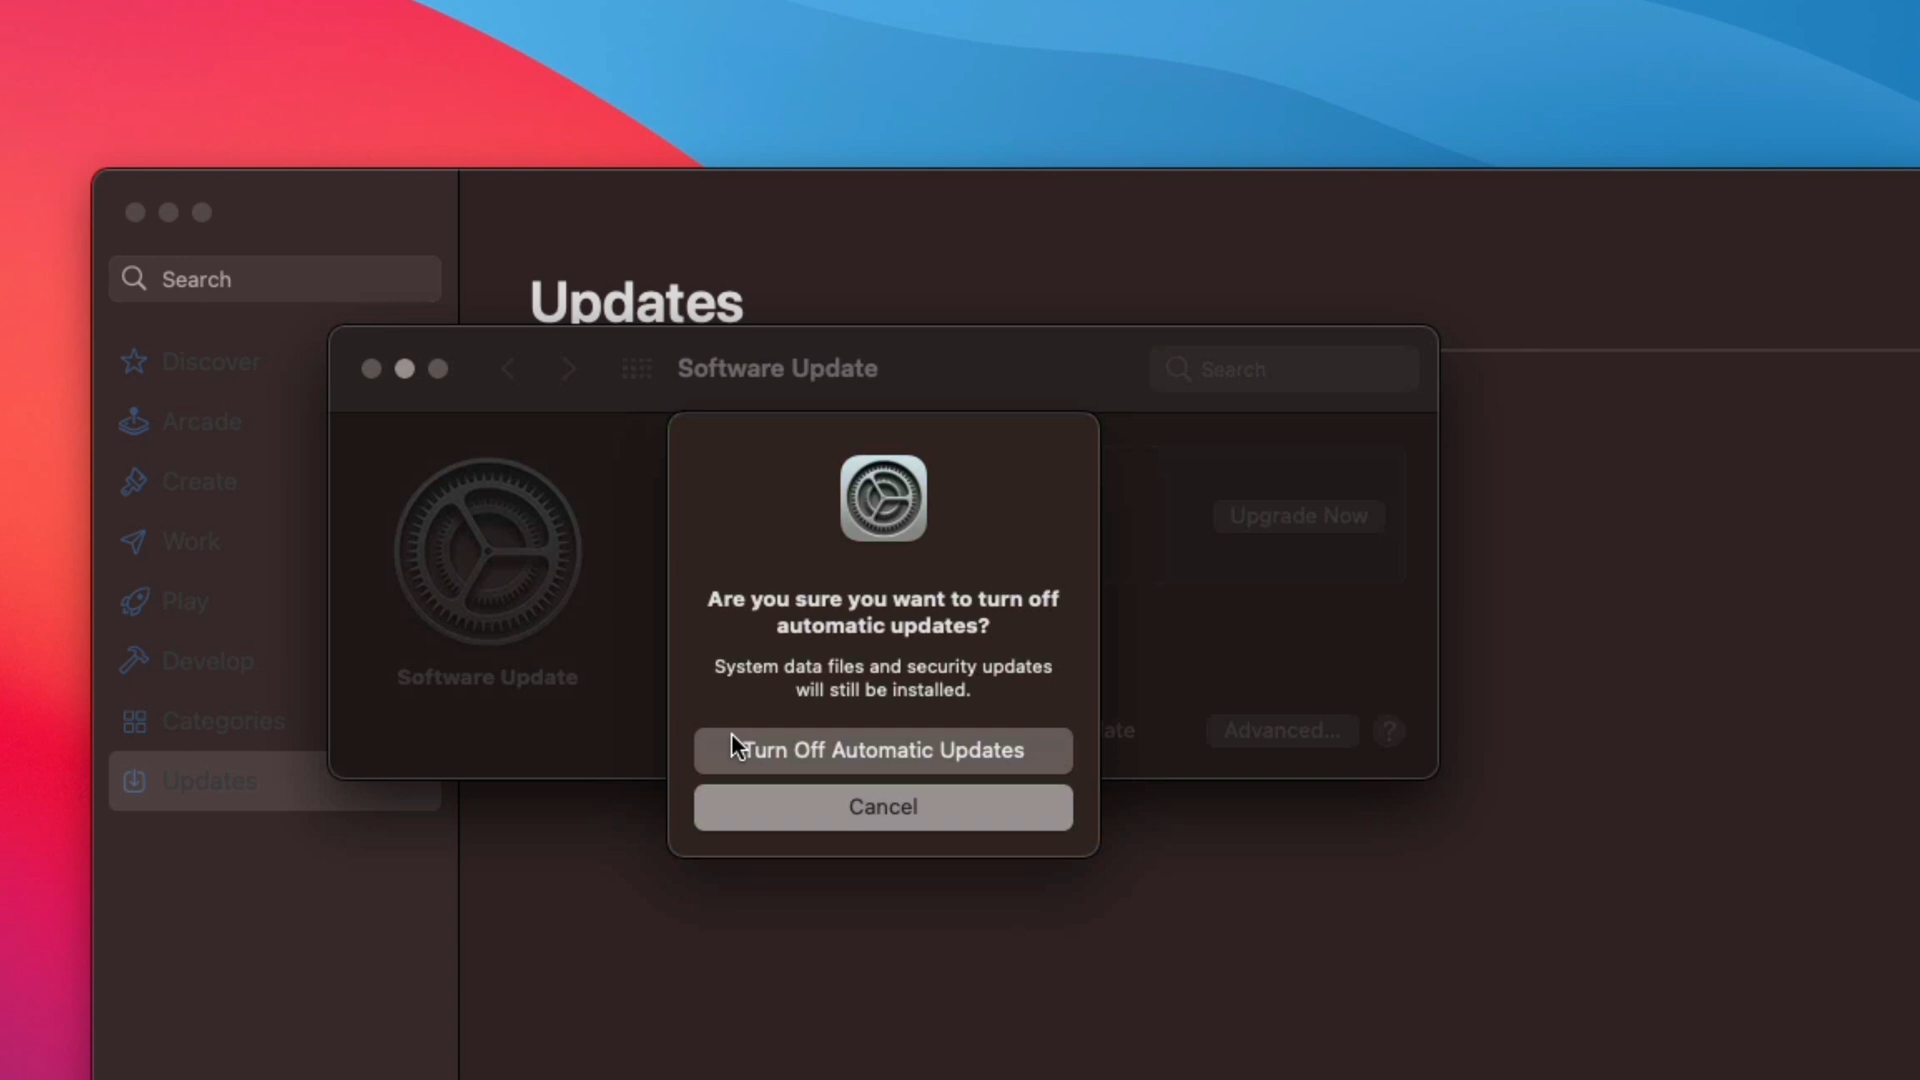 Search
Updates
Discover
Arcade
Create
Work
Play
Develop
Categories
Updates
Software Update
Search
Software Update
Upgrade Now
Advanced...
?
Are you sure you want to turn off
automatic updates?
System data files and security updates
will still be installed.
Turn Off Automatic Updates
Cancel